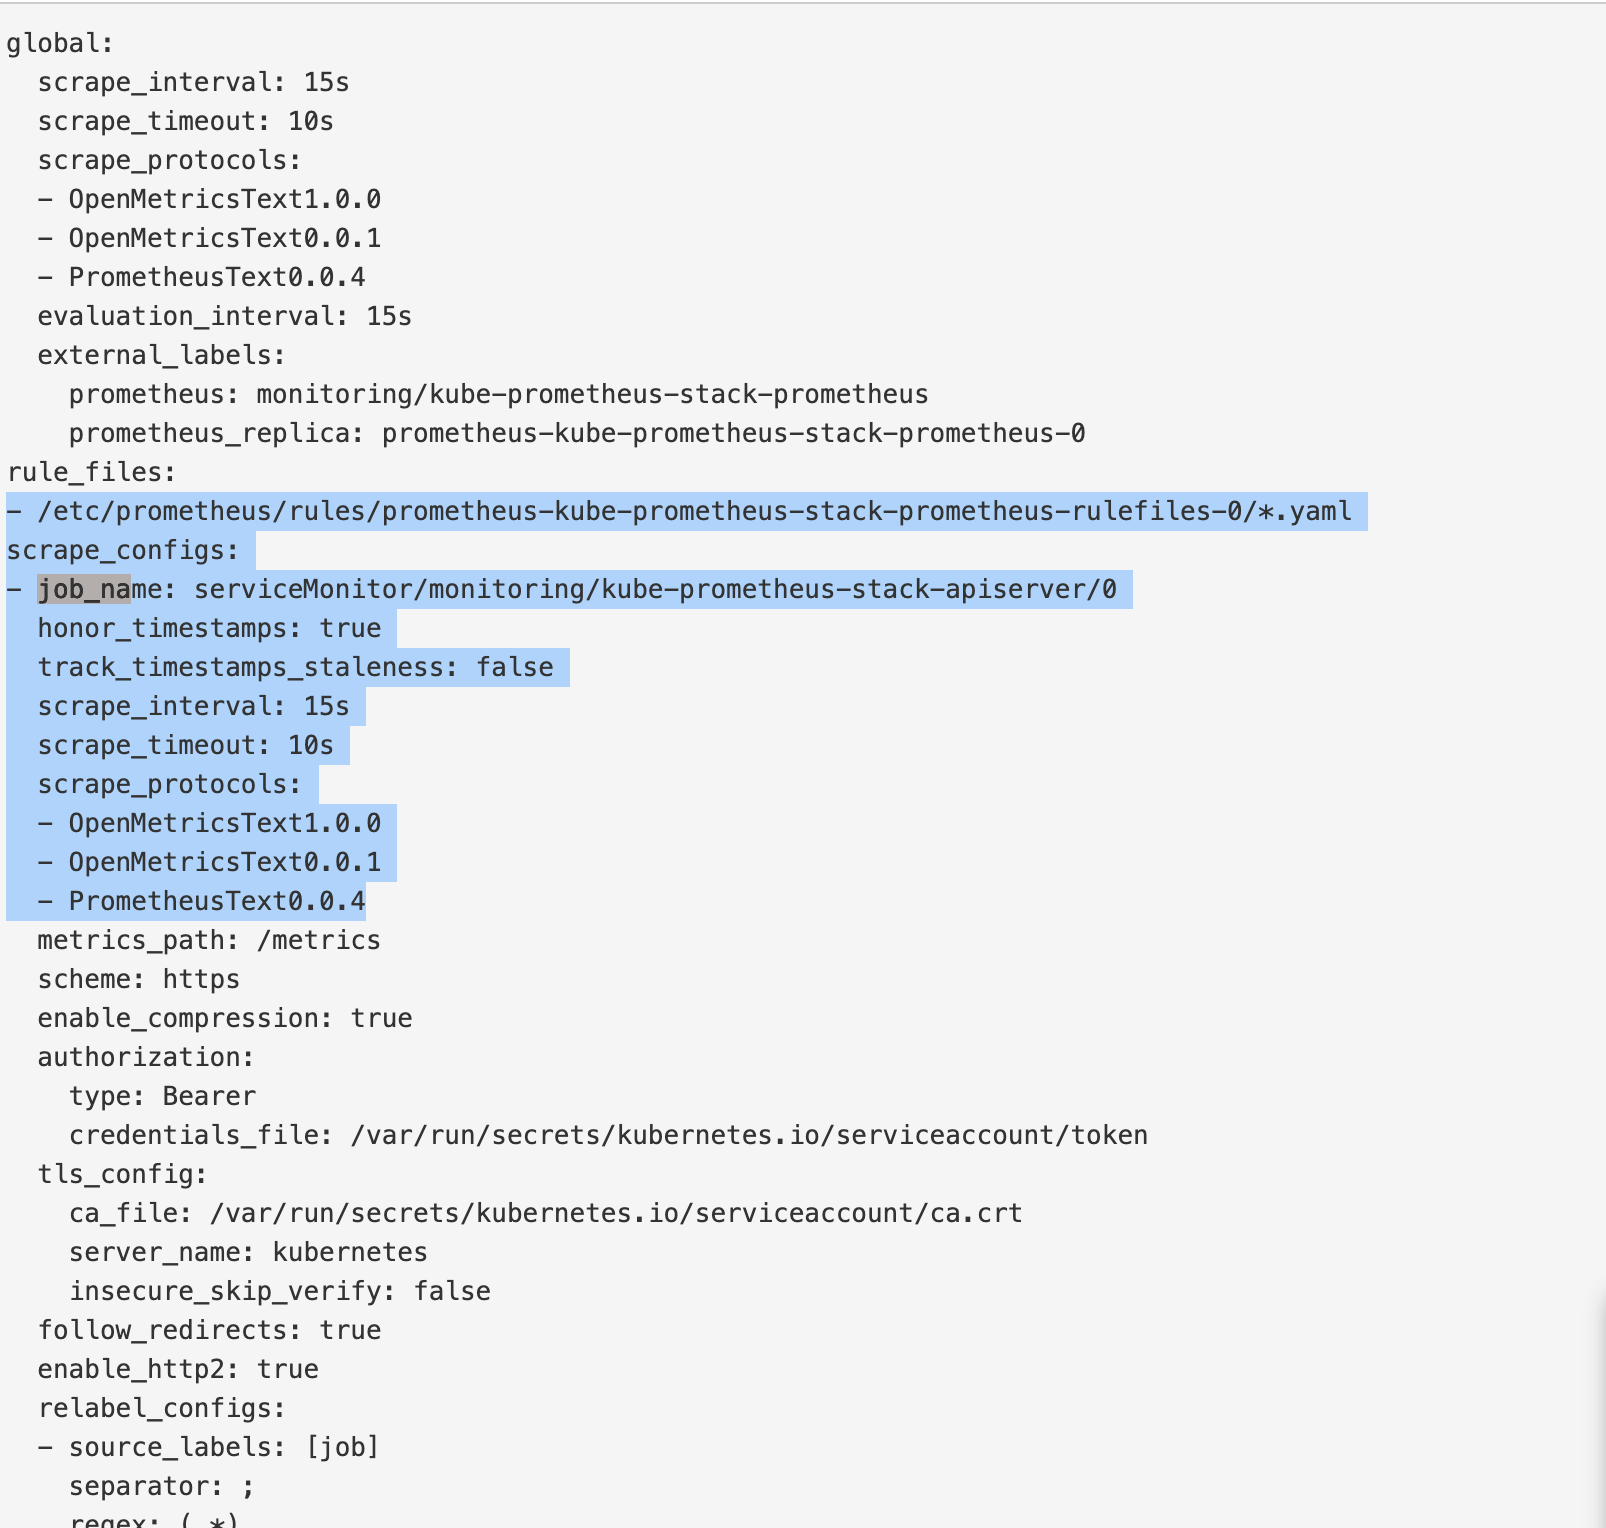 global:
  scrape_interval: 15s
  scrape_timeout: 10s
  scrape_protocols:
  - OpenMetricsText1.0.0
  - OpenMetricsText0.0.1
  - PrometheusText0.0.4
  evaluation_interval: 15s
  external_labels:
    prometheus: monitoring/kube-prometheus-stack-prometheus
    prometheus_replica: prometheus-kube-prometheus-stack-prometheus-0
rule_files:
- /etc/prometheus/rules/prometheus-kube-prometheus-stack-prometheus-rulefiles-0/*.yaml
scrape_configs:
- job_name: serviceMonitor/monitoring/kube-prometheus-stack-apiserver/0
  honor_timestamps: true
  track_timestamps_staleness: false
  scrape_interval: 15s
  scrape_timeout: 10s
  scrape_protocols:
  - OpenMetricsText1.0.0
  - OpenMetricsText0.0.1
  - PrometheusText0.0.4
  metrics_path: /metrics
  scheme: https
  enable_compression: true
  authorization:
    type: Bearer
    credentials_file: /var/run/secrets/kubernetes.io/serviceaccount/token
  tls_config:
    ca_file: /var/run/secrets/kubernetes.io/serviceaccount/ca.crt
    server_name: kubernetes
    insecure_skip_verify: false
  follow_redirects: true
  enable_http2: true
  relabel_configs:
  - source_labels: [job]
    separator: ;
    regex: (.*)